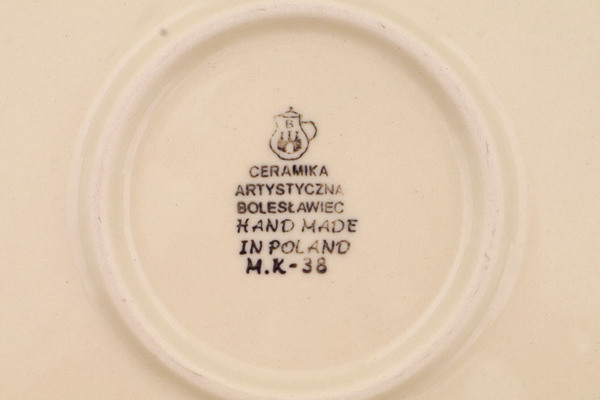 B
CERAMIKA
ARTYSTYCZNA
BOLESŁAWIEC
HAND MADE
IN POLAND
M.K-38